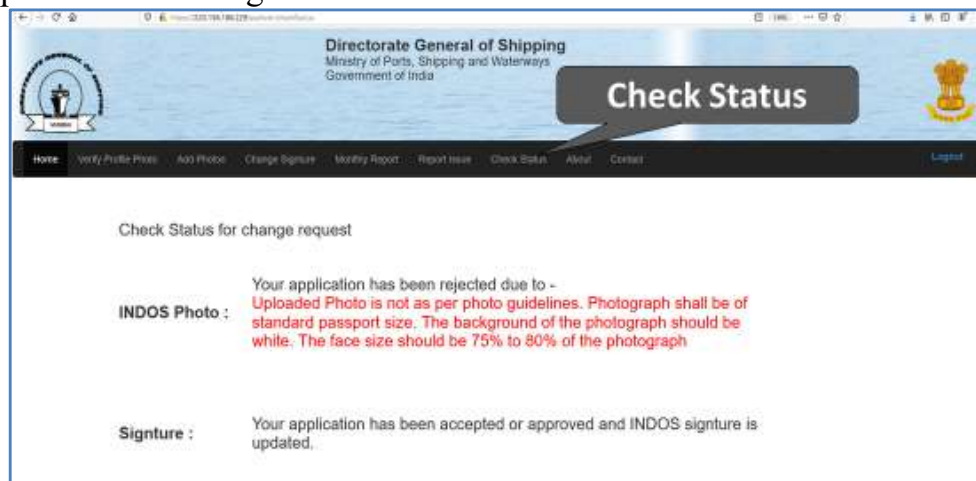 Directorate General of Shipping
Ministry of Ports, Shipping and Waterways
Government of India
Check Status
Home Verify Profile Photo Add Photos Change Signture Monthly Report Report Issue Check Status About Contact Logout
Check Status for change request
INDOS Photo :
Your application has been rejected due to -
Uploaded Photo is not as per photo guidelines. Photograph shall be of
standard passport size. The background of the photograph should be
white. The face size should be 75% to 80% of the photograph
Signture :
Your application has been accepted or approved and INDOS signture is
updated.